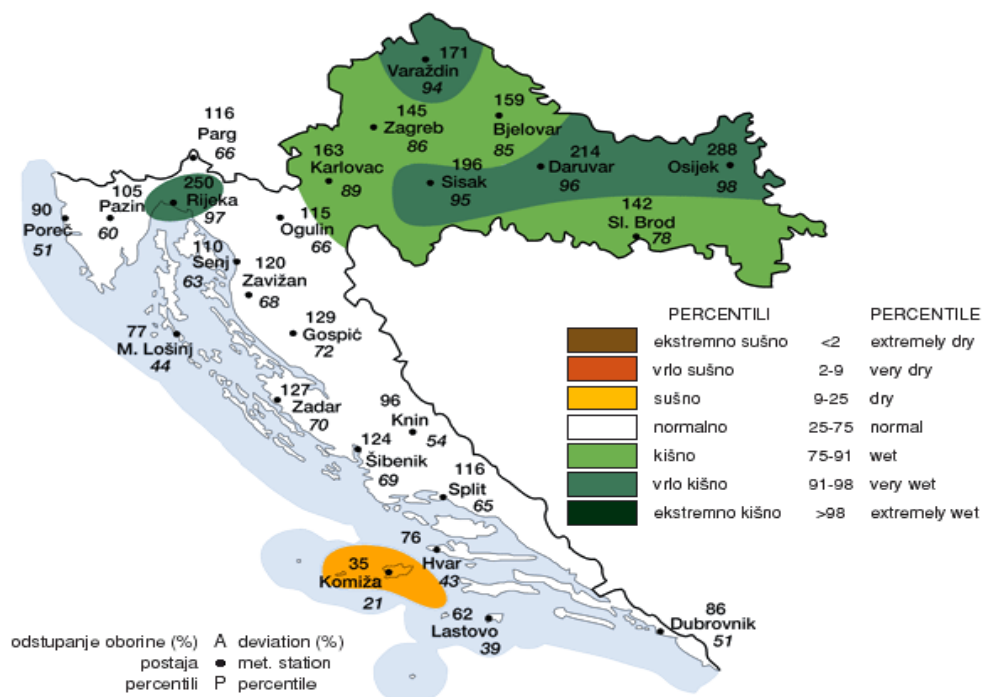 171
Varaždin
94
145
Zagreb
86
159
Bjelovar
85
116
Parg
66
163
Karlovac
89
196
Sisak
95
214
Daruvar
96
288
Osijek
98
142
Sl. Brod
78
250
Rijeka
97
105
Pazin
60
90
Poreč
51
115
Ogulin
66
110
Senj
63
120
Zavižan
68
129
Gospić
72
77
M. Lošinj
44
127
Zadar
70
96
Knin
54
124
Šibenik
69
116
Split
65
76
Hvar
43
35
Komiža
21
62
Lastovo
39
86
Dubrovnik
51
PERCENTILI PERCENTILE
ekstremno sušno <2 extremely dry
vrlo sušno 2-9 very dry
sušno 9-25 dry
normalno 25-75 normal
kišno 75-91 wet
vrlo kišno 91-98 very wet
ekstremno kišno >98 extremely wet
odstupanje oborine (%) A deviation (%)
postaja met. station
percentili P percentile